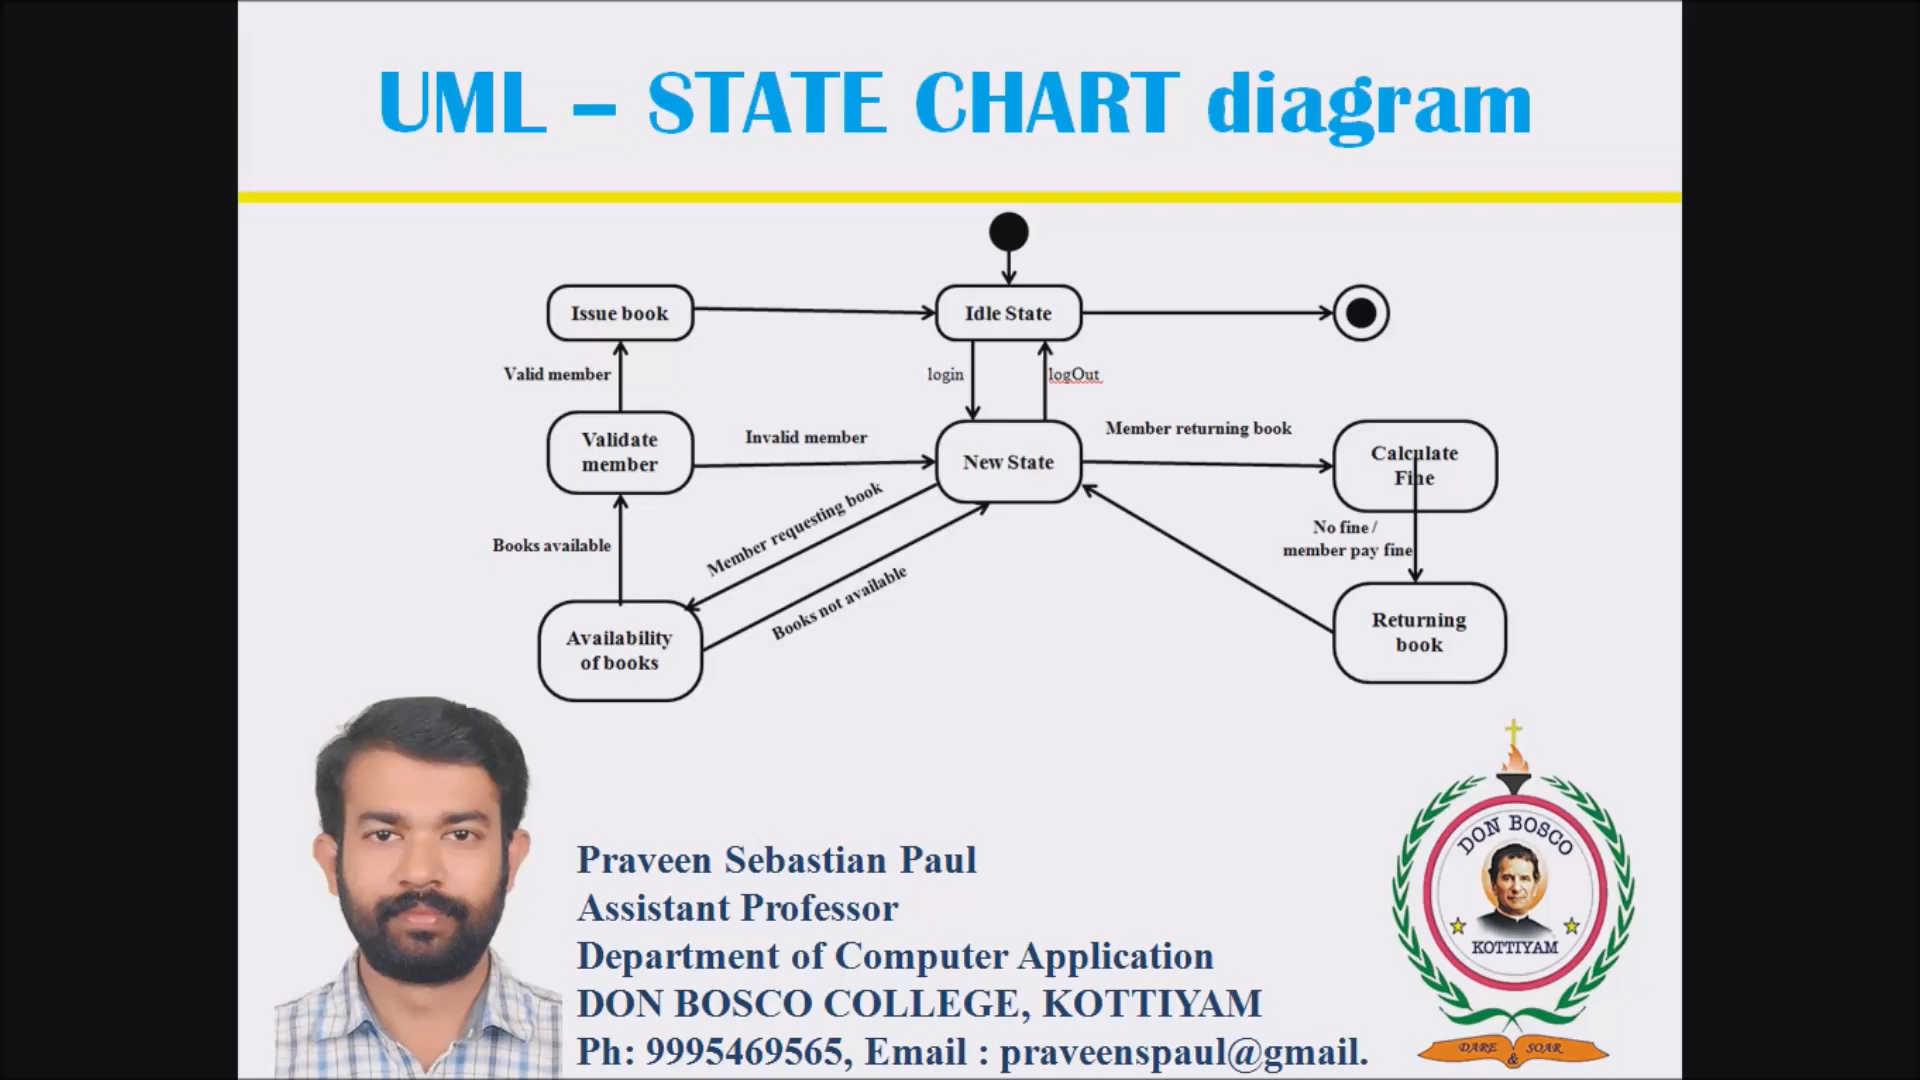 UML – STATE CHART diagram
Issue book
Idle State
Valid member
login
logOut
Validate
member
Invalid member
New State
Member returning book
Calculate
Fine
Member requesting book
Books available
No fine /
member pay fine
Books not available
Availability
of books
Returning
book
Praveen Sebastian Paul
Assistant Professor
Department of Computer Application
DON BOSCO COLLEGE, KOTTIYAM
Ph: 9995469565, Email : praveenspaul@gmail.
DON BOSCO
KOTTIYAM
DARE & SOAR